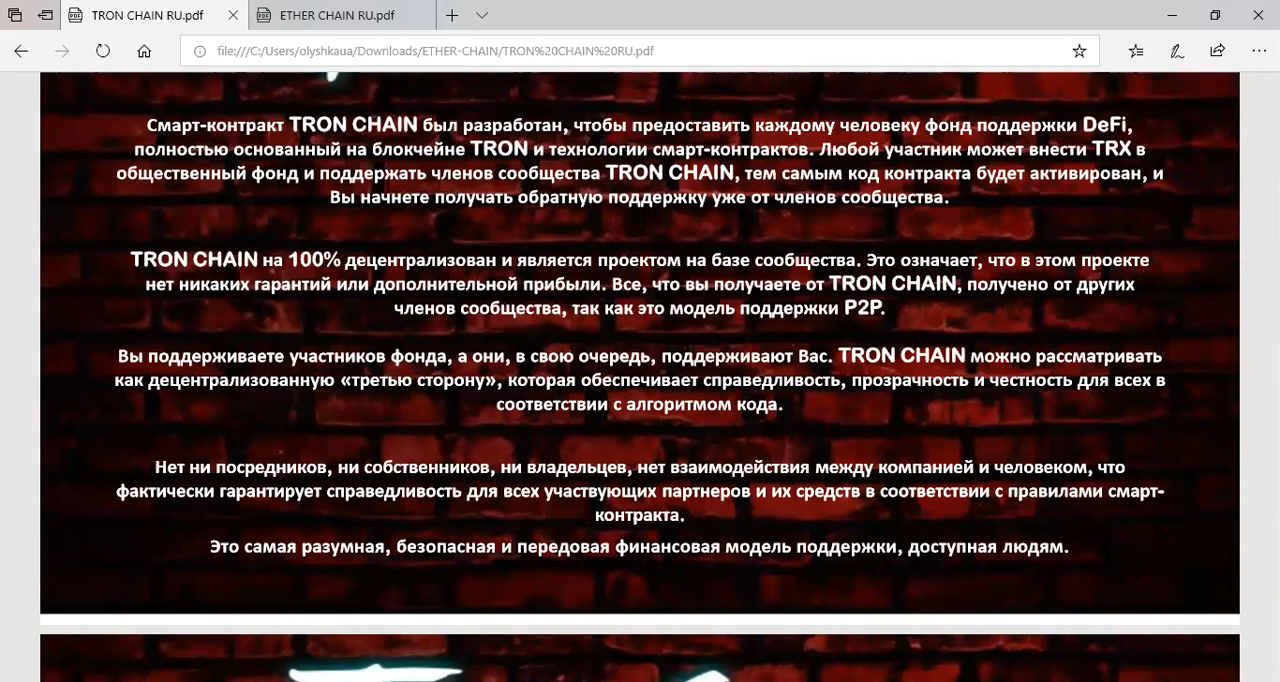 TRON CHAIN RU.pdf
ETHER CHAIN RU.pdf
file:///C:/Users/olyshkaua/Downloads/ETHER-CHAIN/TRON%20CHAIN%20RU.pdf
Смарт-контракт TRON CHAIN был разработан, чтобы предоставить каждому человеку фонд поддержки DeFi,
полностью основанный на блокчейне TRON и технологии смарт-контрактов. Любой участник может внести TRX в
общественный фонд и поддержать членов сообщества TRON CHAIN, тем самым код контракта будет активирован, и
Вы начнете получать обратную поддержку уже от членов сообщества.
TRON CHAIN на 100% децентрализован и является проектом на базе сообщества. Это означает, что в этом проекте
нет никаких гарантий или дополнительной прибыли. Все, что вы получаете от TRON CHAIN, получено от других
членов сообщества, так как это модель поддержки P2P.
Вы поддерживаете участников фонда, а они, в свою очередь, поддерживают Вас. TRON CHAIN можно рассматривать
как децентрализованную «третью сторону», которая обеспечивает справедливость, прозрачность и честность для всех в
соответствии с алгоритмом кода.
Нет ни посредников, ни собственников, ни владельцев, нет взаимодействия между компанией и человеком, что
фактически гарантирует справедливость для всех участвующих партнеров и их средств в соответствии с правилами смарт-
контракта.
Это самая разумная, безопасная и передовая финансовая модель поддержки, доступная людям.